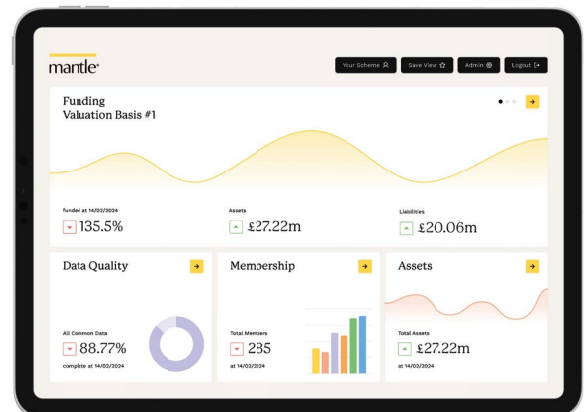 mantle
Your Scheme
Save View
Admin
Logout
Funding
Valuation Basis #1
funded at 14/02/2024
135.5%
Assets
£27.22m
Liabilities
£20.06m
Data Quality
All Common Data
88.77%
complete at 14/02/2024
Membership
Total Members
235
at 14/02/2024
Assets
Total Assets
£27.22m
at 14/02/2024